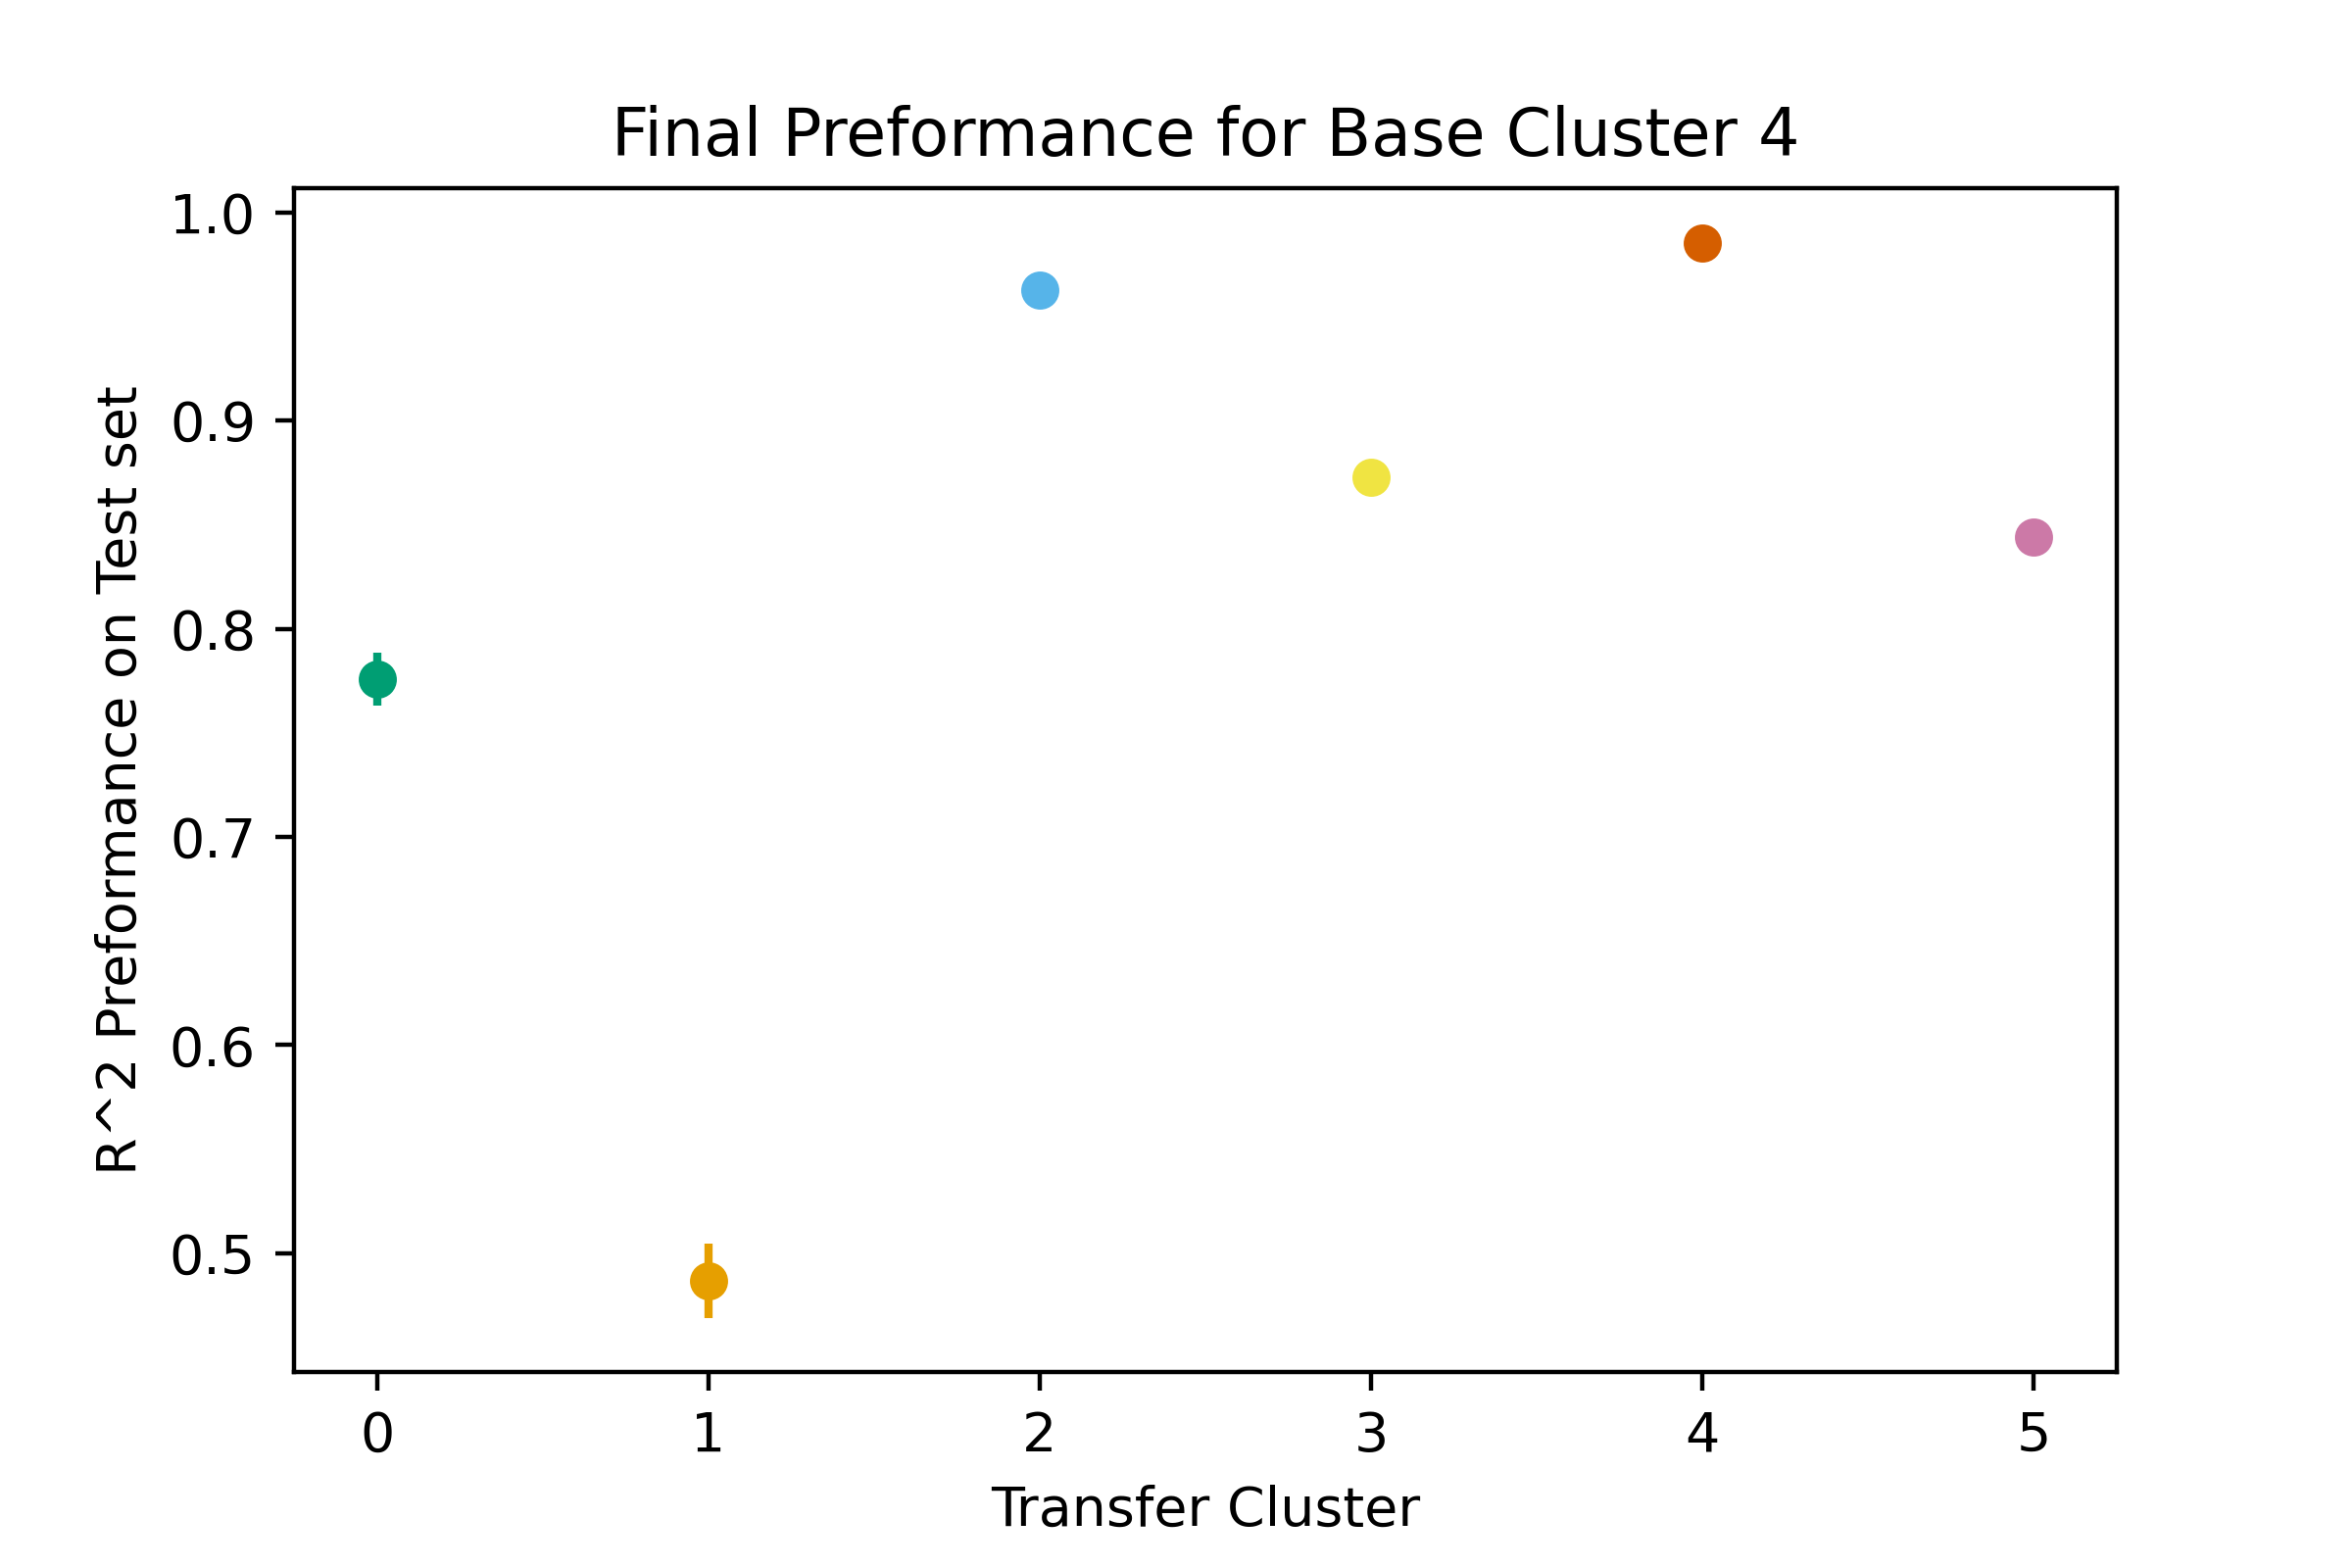 Final Preformance for Base Cluster 4
R^2 Preformance on Test set
1.0
0.9
0.8
0.7
0.6
0.5
0 1 2 3 4 5
Transfer Cluster